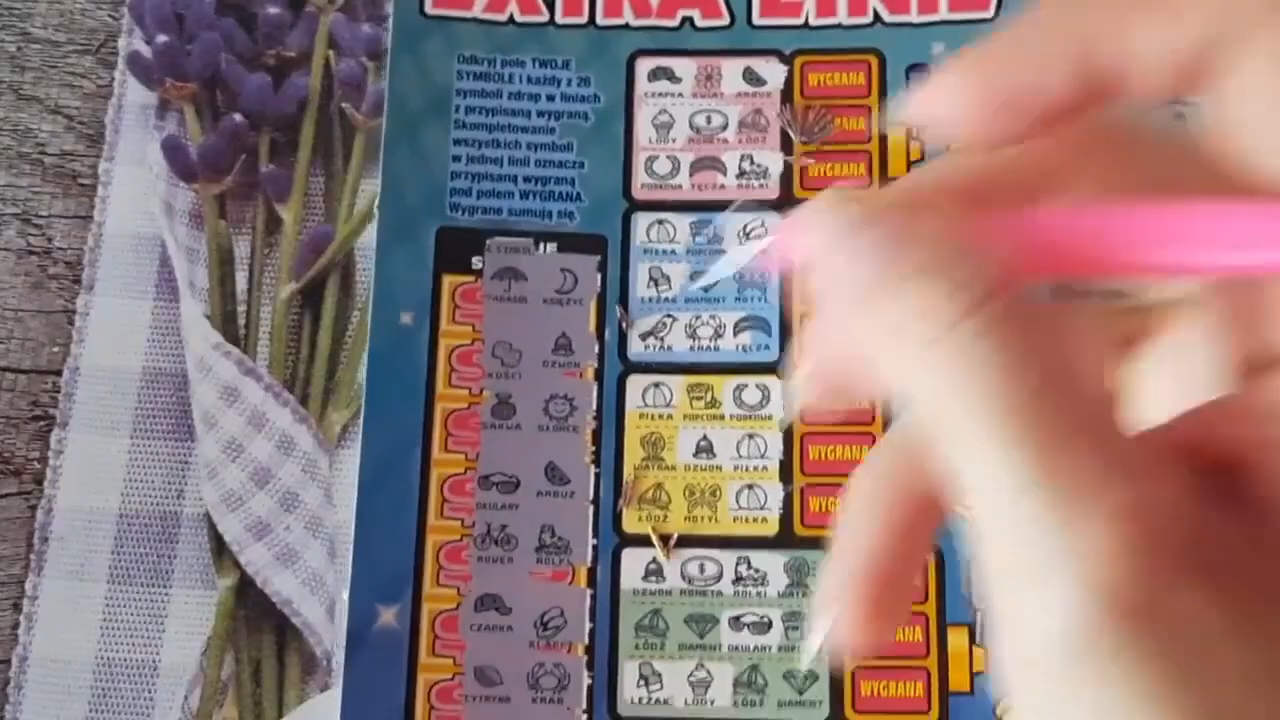 EXTRA LINIE
Odkryj pole TWOJE
SYMBOLE i każdy z 26
symboli zdrap w liniach
z przypisaną wygraną.
Skompletowanie
wszystkich symboli
w jednej linii oznacza
przypisaną wygraną
pod polem WYGRANA.
Wygrane sumują się.
PARASOL KSIĘŻYC
KOŚCI DZWON
SAKWA SŁOŃCE
OKULARY ARBUZ
ROWER ROLKI
CZAPKA KLAPKI
CYTRYNA KRAB
CZAPKA KWIAT ARBUZ WYGRANA
LODY MONETA ŁÓDŹ
PODKOWA TĘCZA ROLKI WYGRANA
PIŁKA POPCORN
LEŻAK DIAMENT MOTYL
PTAK KRAB TĘCZA
PIŁKA POPCORN PODKOWA
WIATRAK DZWON PIŁKA WYGRANA
ŁÓDŹ MOTYL PIŁKA
DZWON MONETA ROLKI
ŁÓDŹ DIAMENT OKULARY
LEŻAK LODY ŁÓDŹ DIAMENT WYGRANA